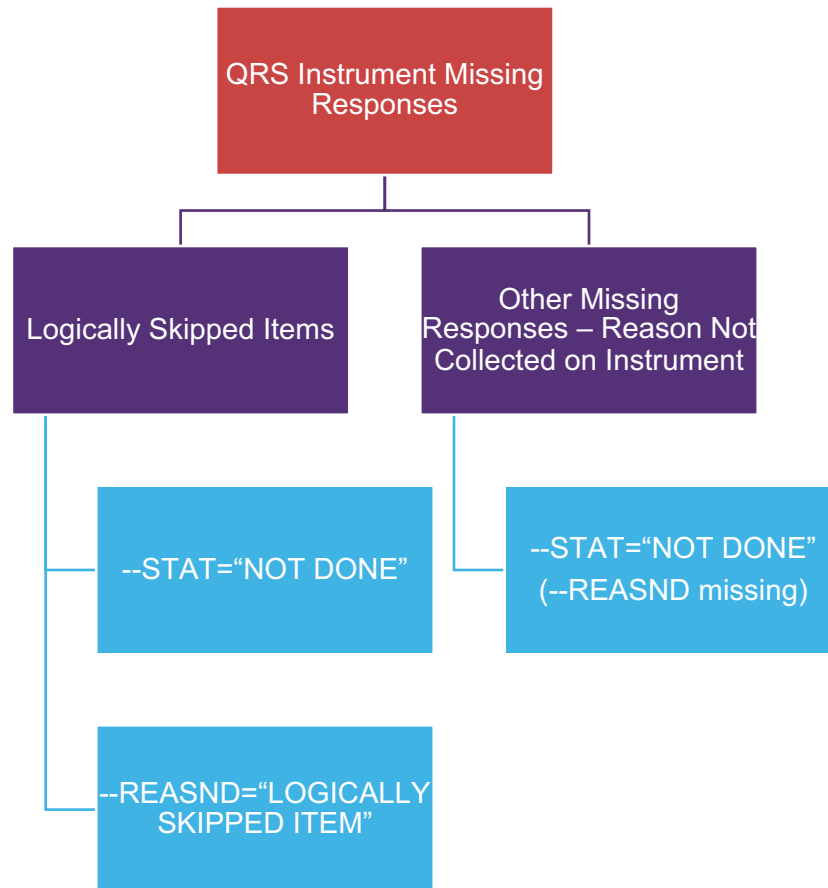 QRS Instrument Missing
Responses
Logically Skipped Items
Other Missing
Responses – Reason Not
Collected on Instrument
--STAT=“NOT DONE”
--STAT=“NOT DONE”
(--REASND missing)
--REASND=“LOGICALLY
SKIPPED ITEM”